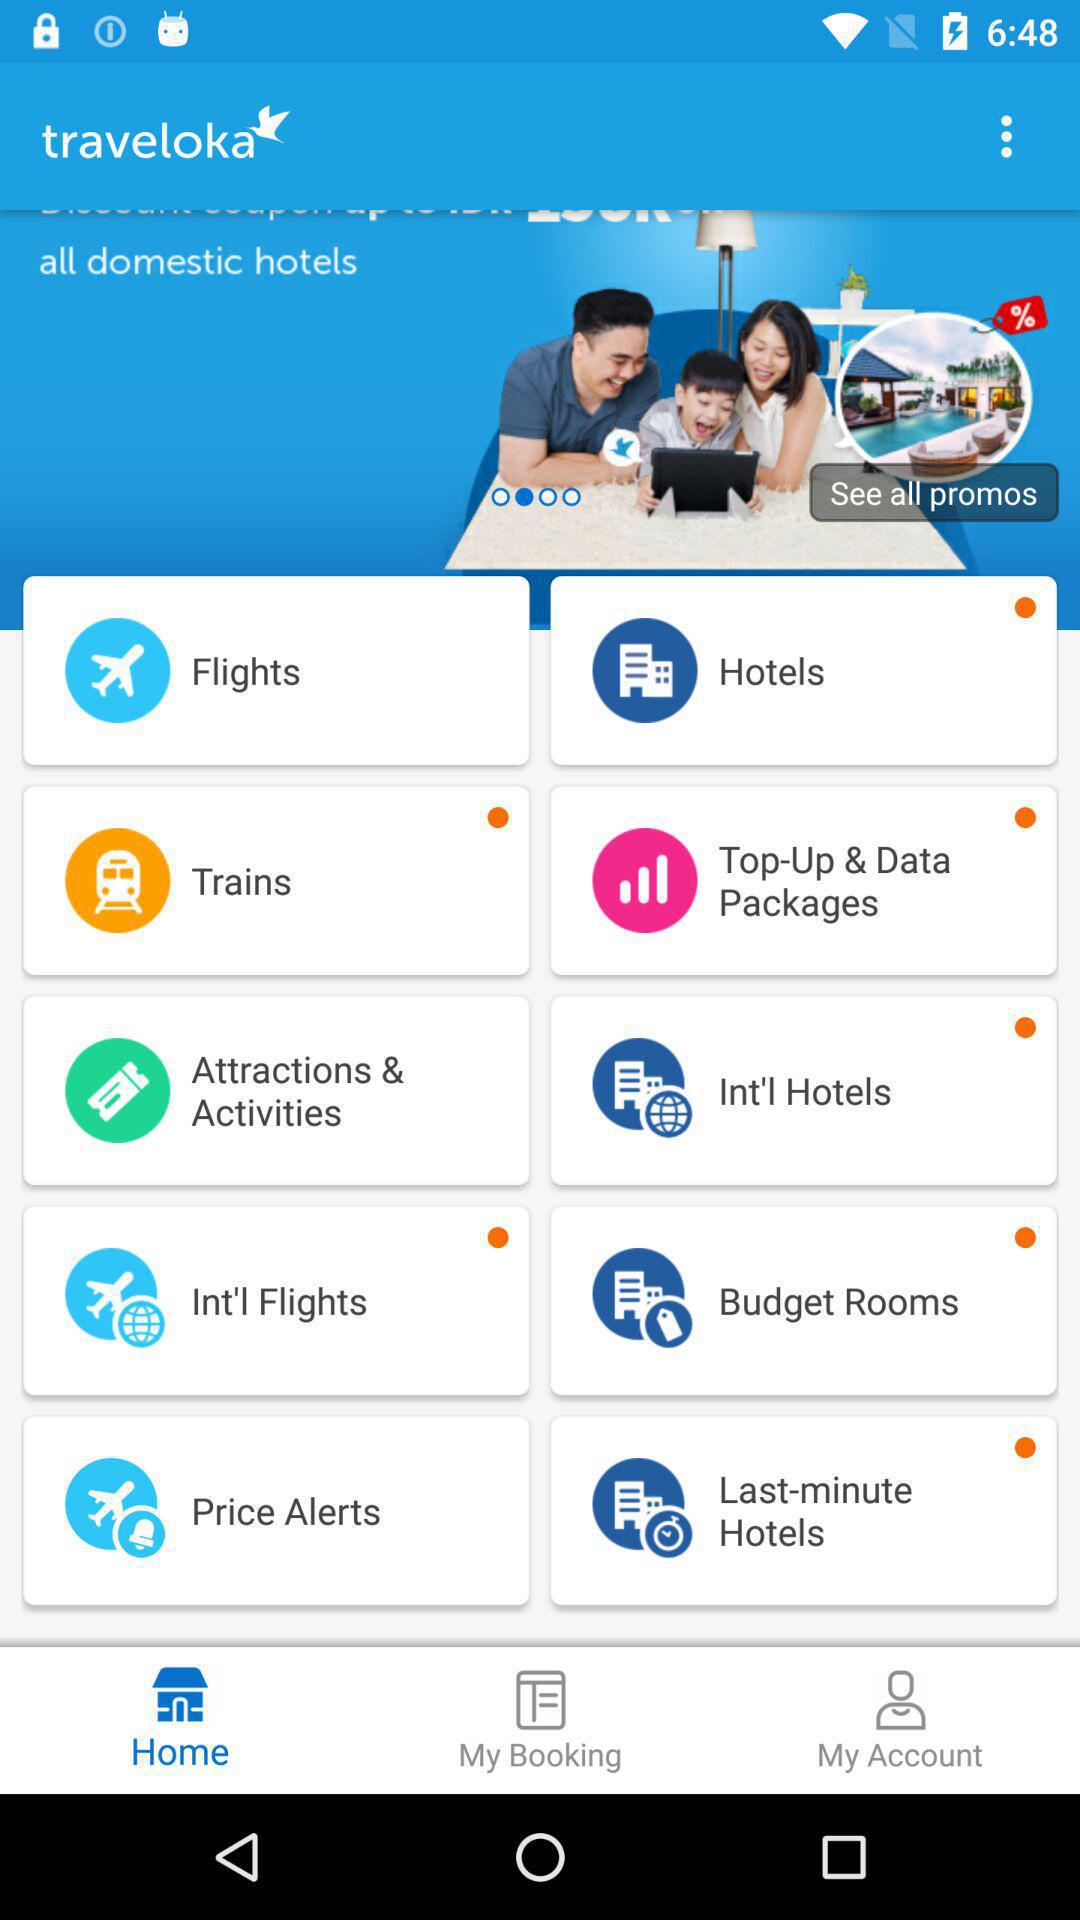 6:48
traveloka
all domestic hotels
%
See all promos
Flights
Hotels
Trains
Top-Up & Data
Packages
Attractions &
Activities
Int'l Hotels
Int'l Flights
Budget Rooms
Price Alerts
Last-minute
Hotels
Home
My Booking
My Account